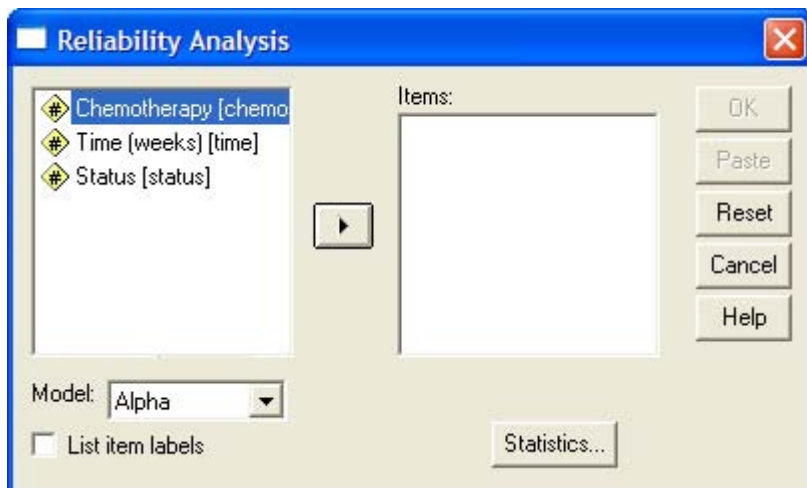 Reliability Analysis
Chemotherapy [chemo
Time (weeks) [time]
Status [status]
Items:
OK
Paste
Reset
Cancel
Help
Model:
Alpha
List item labels
Statistics...